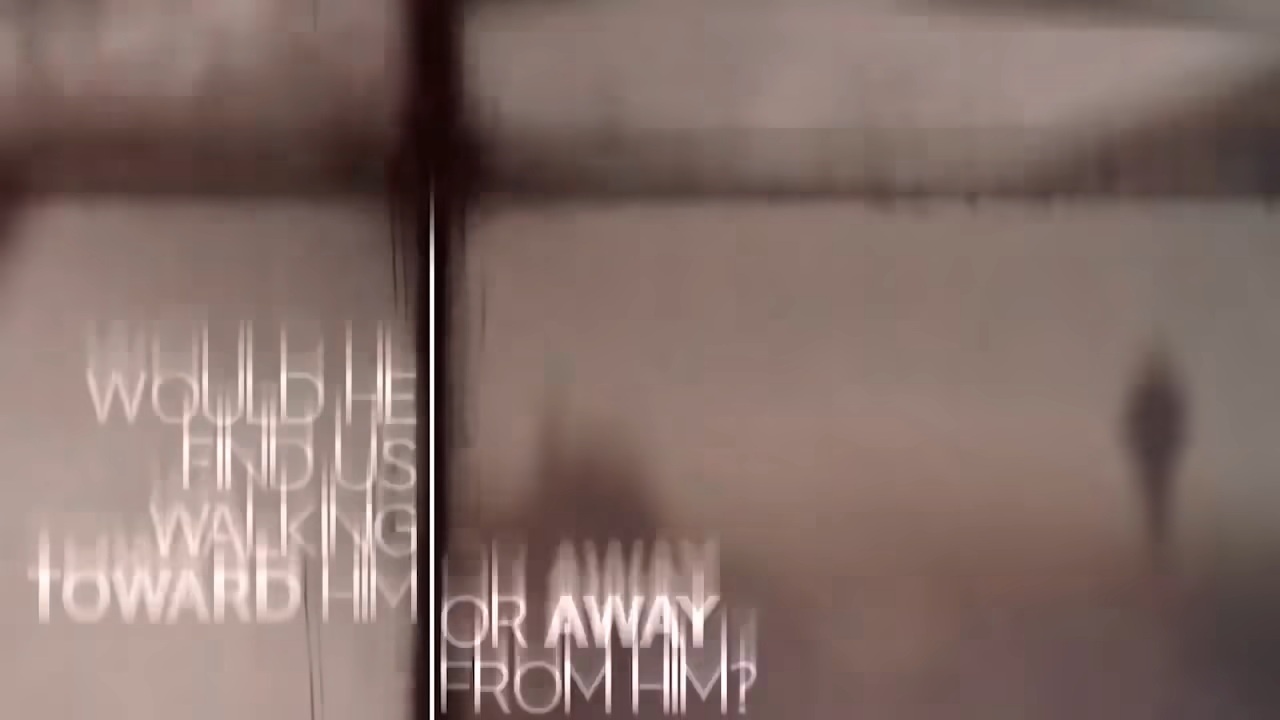 WOULD HE
FIND US
WALKING
TOWARD HIM
OR AWAY
FROM HIM?